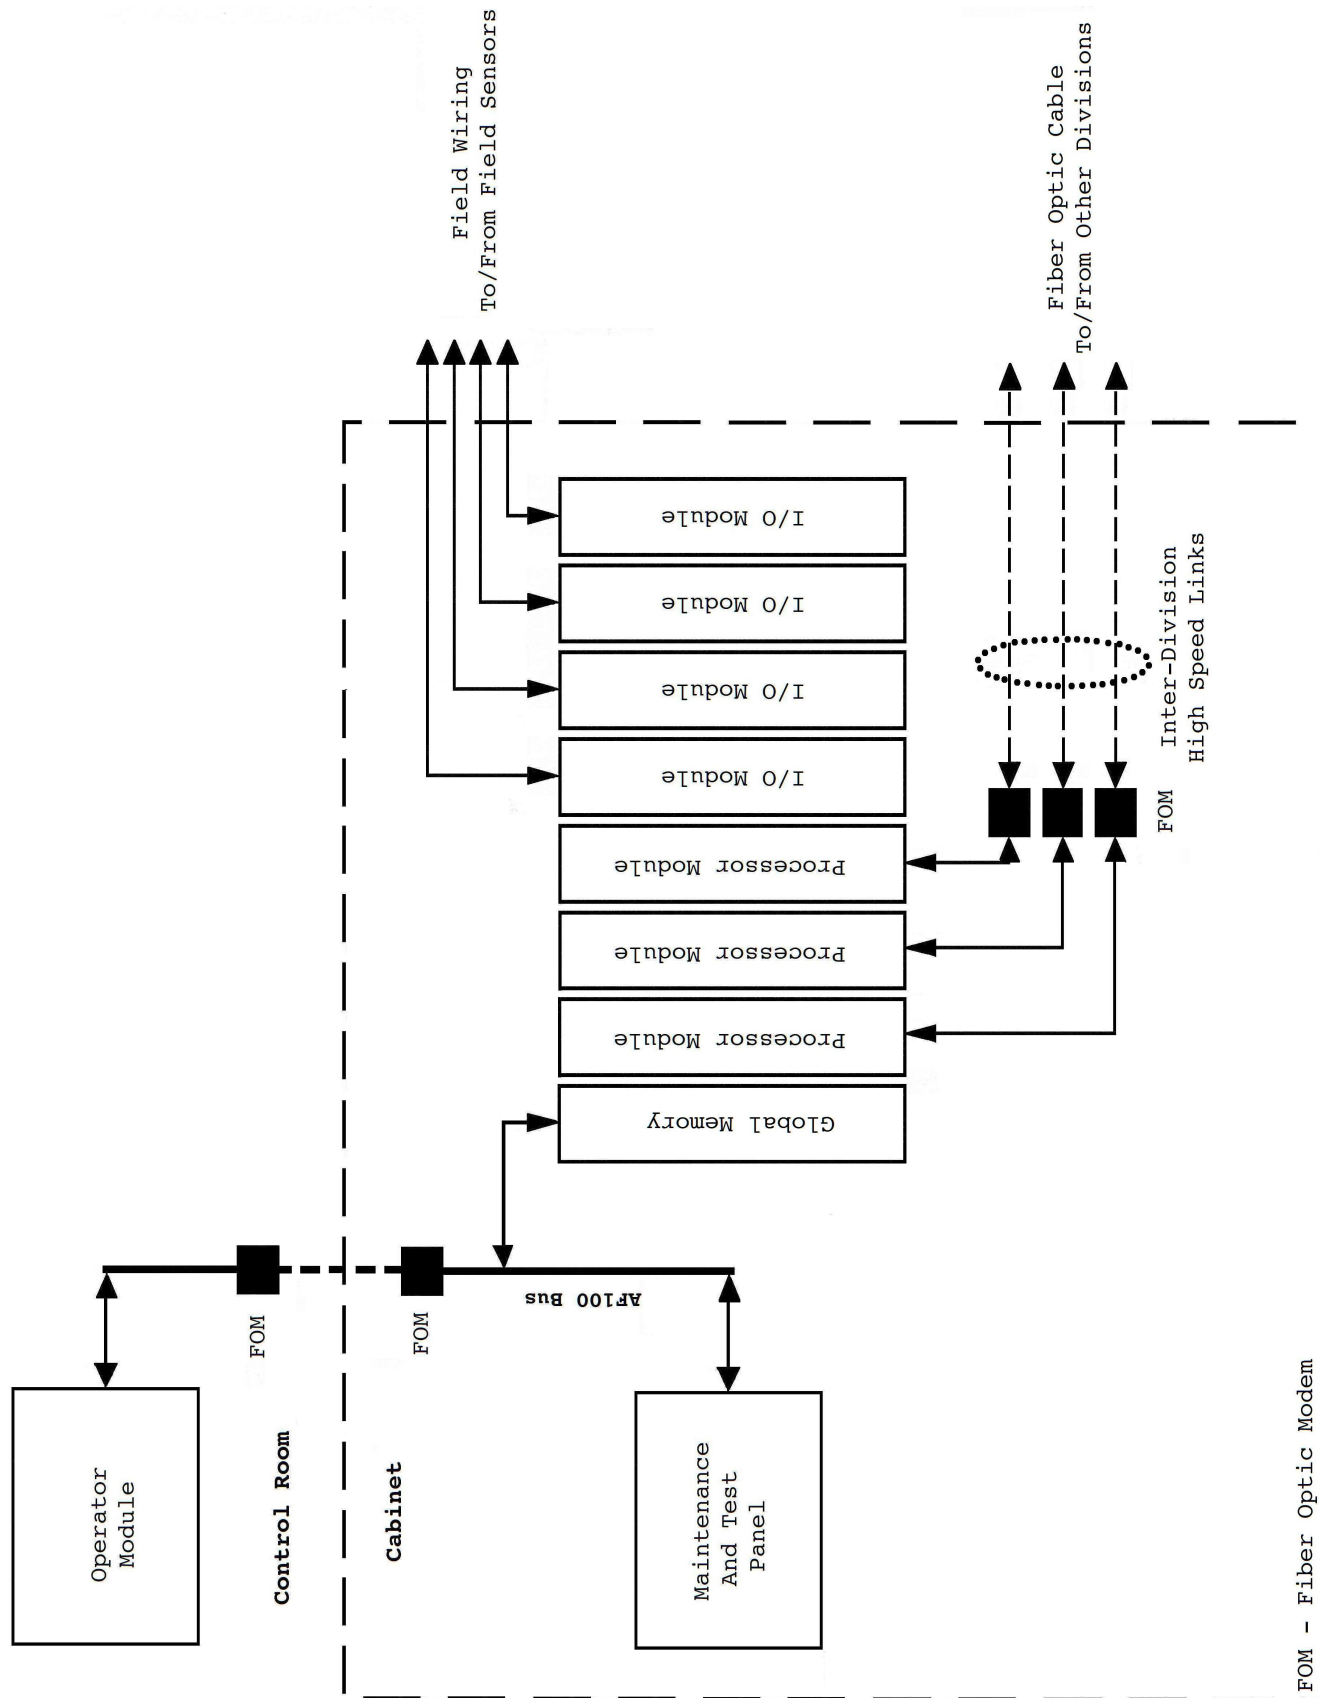 Operator
Module
FOM
Control Room
FOM
Cabinet
AF100 Bus
Maintenance
And Test
Panel
Global Memory
Processor Module
Processor Module
Processor Module
I/O Module
I/O Module
I/O Module
I/O Module
Field Wiring
To/From Field Sensors
FOM
Inter-Division
High Speed Links
Fiber Optic Cable
To/From Other Divisions
FOM - Fiber Optic Modem